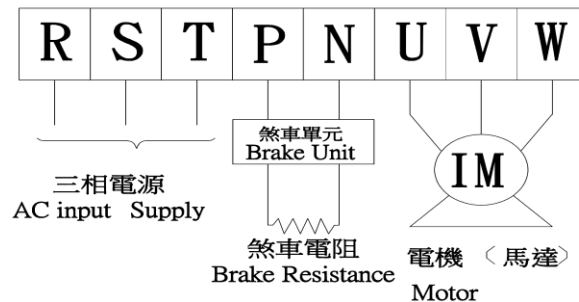 R S T P N U V W
煞車單元
Brake Unit
三相電源
AC input Supply
IM
煞車電阻
Brake Resistance
電機（馬達）
Motor